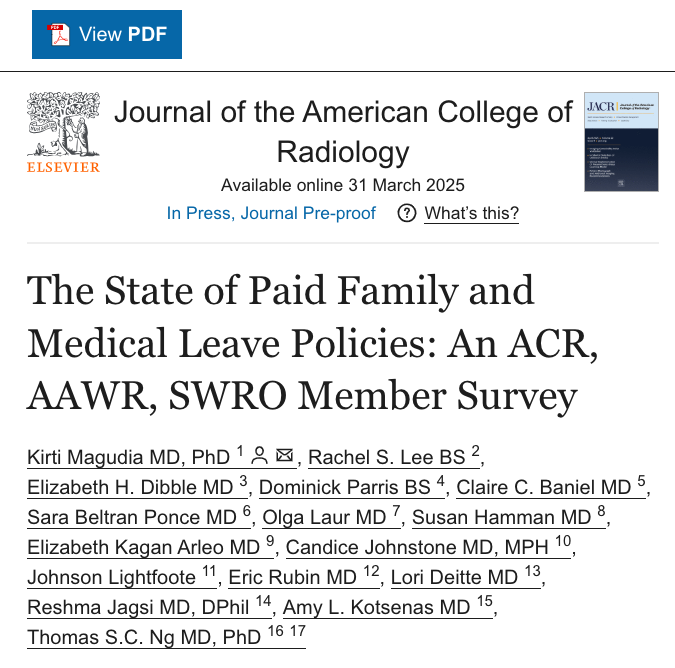 View PDF
Journal of the American College of
Radiology
ELSEVIER
JACR
Available online 31 March 2025
In Press, Journal Pre-proof ? What's this?
The State of Paid Family and
Medical Leave Policies: An ACR,
AAWR, SWRO Member Survey
Kirti Magudia MD, PhD 1, Rachel S. Lee BS 2,
Elizabeth H. Dibble MD 3, Dominick Parris BS 4, Claire C. Baniel MD 5,
Sara Beltran Ponce MD 6, Olga Laur MD 7, Susan Hamman MD 8,
Elizabeth Kagan Arleo MD 9, Candice Johnstone MD, MPH 10,
Johnson Lightfoote 11, Eric Rubin MD 12, Lori Deitte MD 13,
Reshma Jagsi MD, DPhil 14, Amy L. Kotsenas MD 15,
Thomas S.C. Ng MD, PhD 16 17